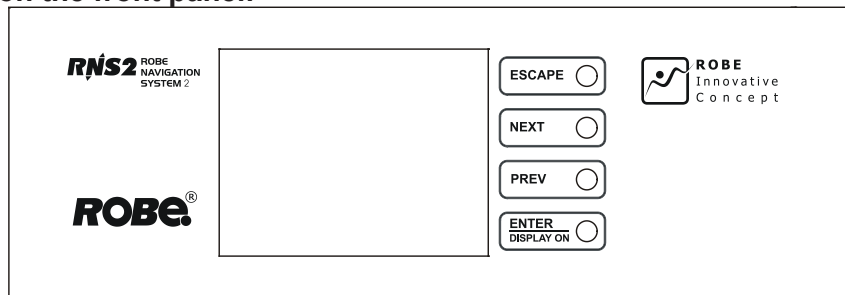 on the front panel.
RNS2 ROBE
NAVIGATION
SYSTEM 2
ROBE®
ESCAPE
NEXT
PREV
ENTER
DISPLAY ON
ROBE
Innovative
Concept